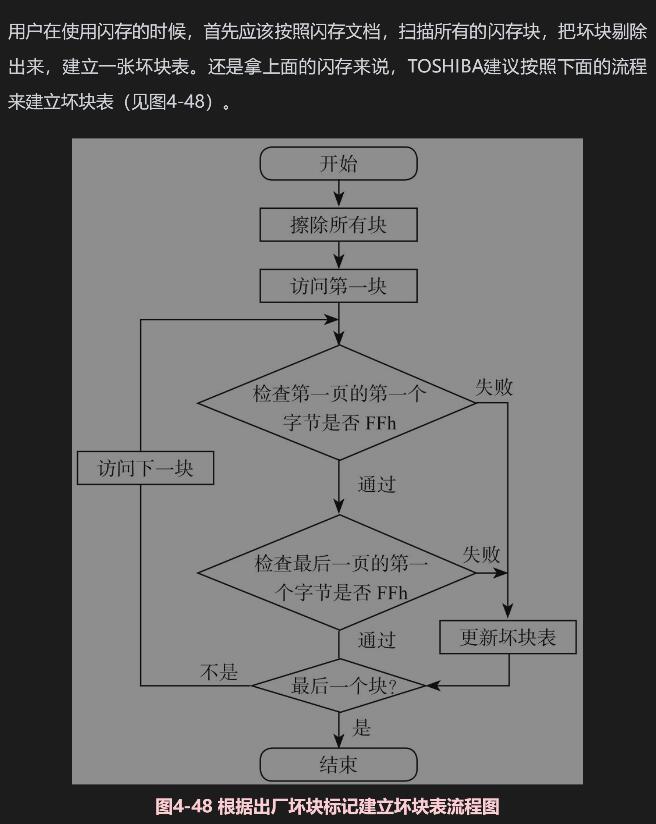 用户在使用闪存的时候，首先应该按照闪存文档，扫描所有的闪存块，把坏块剔除
出来，建立一张坏块表。还是拿上面的闪存来说，TOSHIBA建议按照下面的流程
来建立坏块表（见图4-48）。
开始
擦除所有块
访问第一块
检查第一页的第一个
字节是否 FFh
失败
访问下一块
通过
检查最后一页的第一
个字节是否 FFh
失败
通过
更新坏块表
不是
最后一个块？
是
结束
图4-48 根据出厂坏块标记建立坏块表流程图